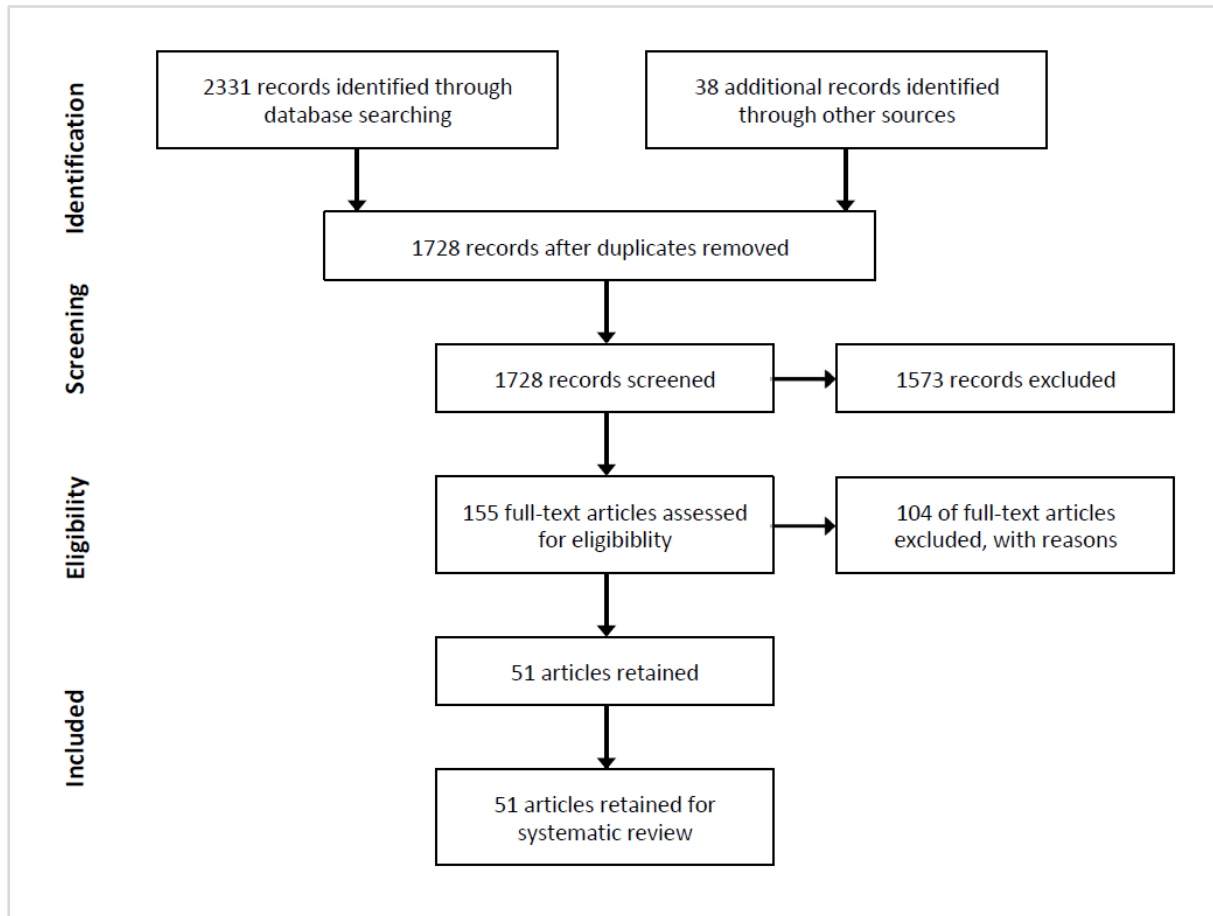 Identification
2331 records identified through
database searching
38 additional records identified
through other sources
1728 records after duplicates removed
Screening
1728 records screened
1573 records excluded
Eligibility
155 full-text articles assessed
for eligibiblity
104 of full-text articles
excluded, with reasons
Included
51 articles retained
51 articles retained for
systematic review